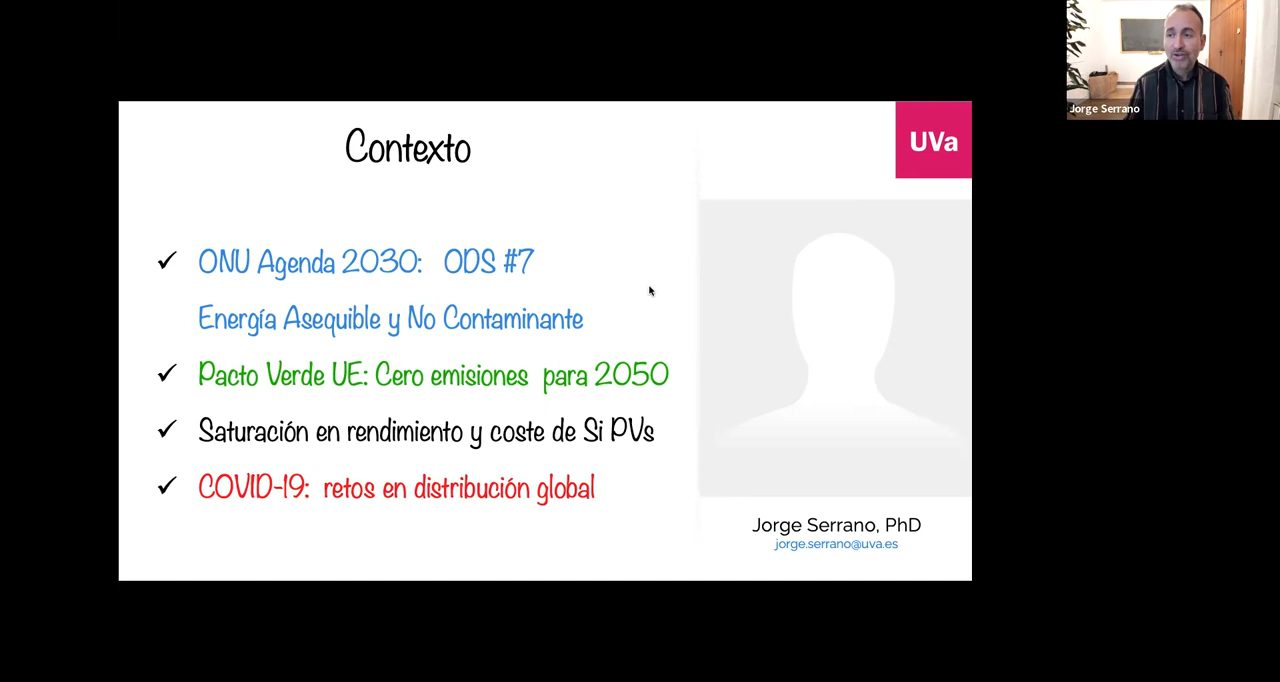 Jorge Serrano
Contexto
UVa
ONU Agenda 2030: ODS #7
Energía Asequible y No Contaminante
Pacto Verde UE: Cero emisiones para 2050
Saturación en rendimiento y coste de Si PVs
COVID-19: retos en distribución global
Jorge Serrano, PhD
jorge.serrano@uva.es